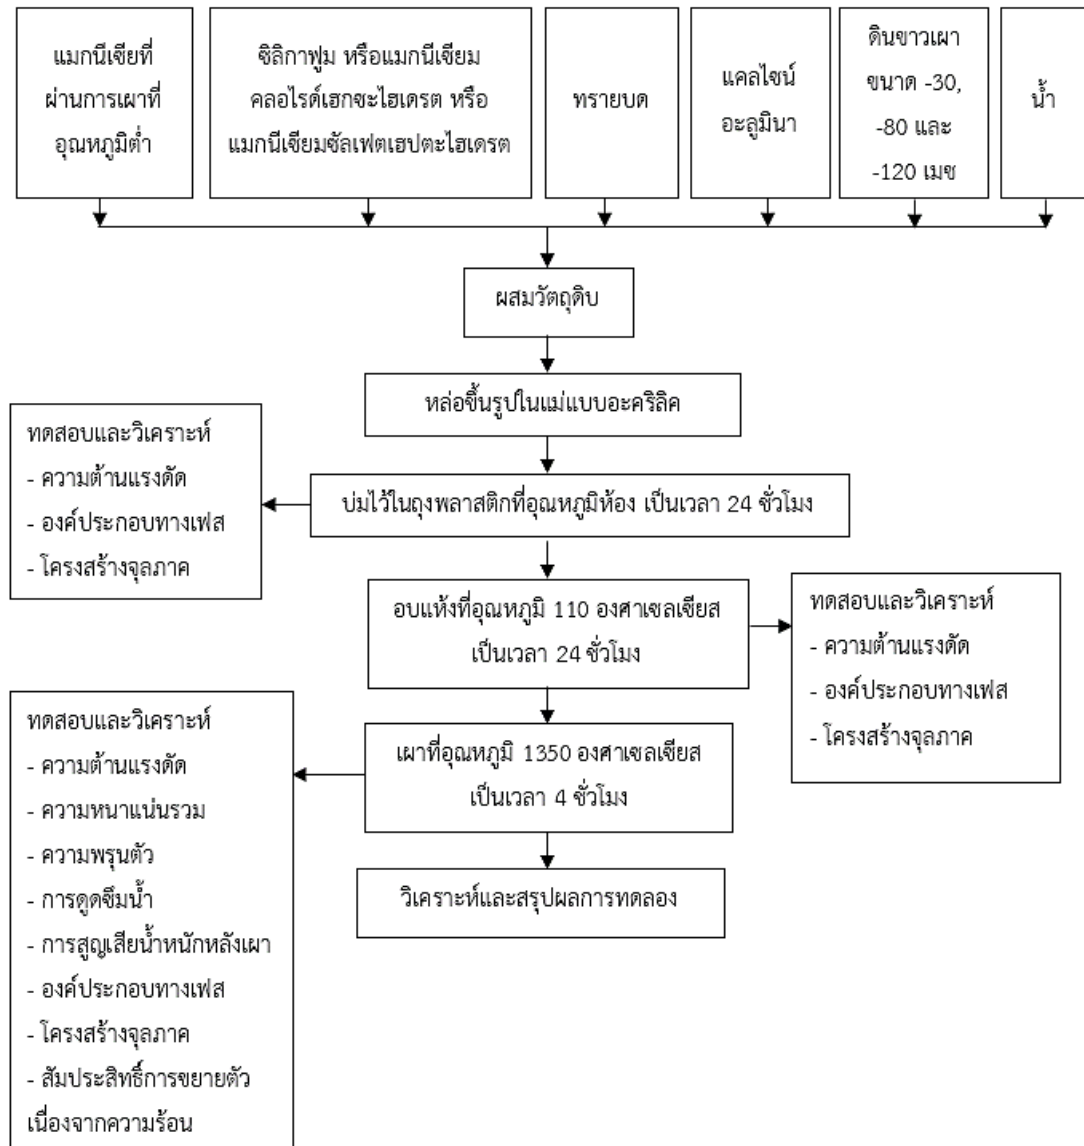 แมกนีเซียที่
ผ่านการเผาที่
อุณหภูมิต่ำ
ซิลิกาฟูม หรือแมกนีเซียม
คลอไรด์เฮกซะไฮเดรต หรือ
แมกนีเซียมซัลเฟตเฮปตะไฮเดรต
ทรายบด
แคลไซน์
อะลูมินา
ดินขาวเผา
ขนาด -30,
-80 และ
-120 เมช
น้ำ
ผสมวัตถุดิบ
หล่อขึ้นรูปในแม่แบบอะคริลิค
บ่มไว้ในถุงพลาสติกที่อุณหภูมิห้อง เป็นเวลา 24 ชั่วโมง
ทดสอบและวิเคราะห์
- ความต้านแรงดัด
- องค์ประกอบทางเฟส
- โครงสร้างจุลภาค
อบแห้งที่อุณหภูมิ 110 องศาเซลเซียส
เป็นเวลา 24 ชั่วโมง
ทดสอบและวิเคราะห์
- ความต้านแรงดัด
- องค์ประกอบทางเฟส
- โครงสร้างจุลภาค
เผาที่อุณหภูมิ 1350 องศาเซลเซียส
เป็นเวลา 4 ชั่วโมง
ทดสอบและวิเคราะห์
- ความต้านแรงดัด
- ความหนาแน่นรวม
- ความพรุนตัว
- การดูดซึมน้ำ
- การสูญเสียน้ำหนักหลังเผา
- องค์ประกอบทางเฟส
- โครงสร้างจุลภาค
- สัมประสิทธิ์การขยายตัว
เนื่องจากความร้อน
วิเคราะห์และสรุปผลการทดลอง